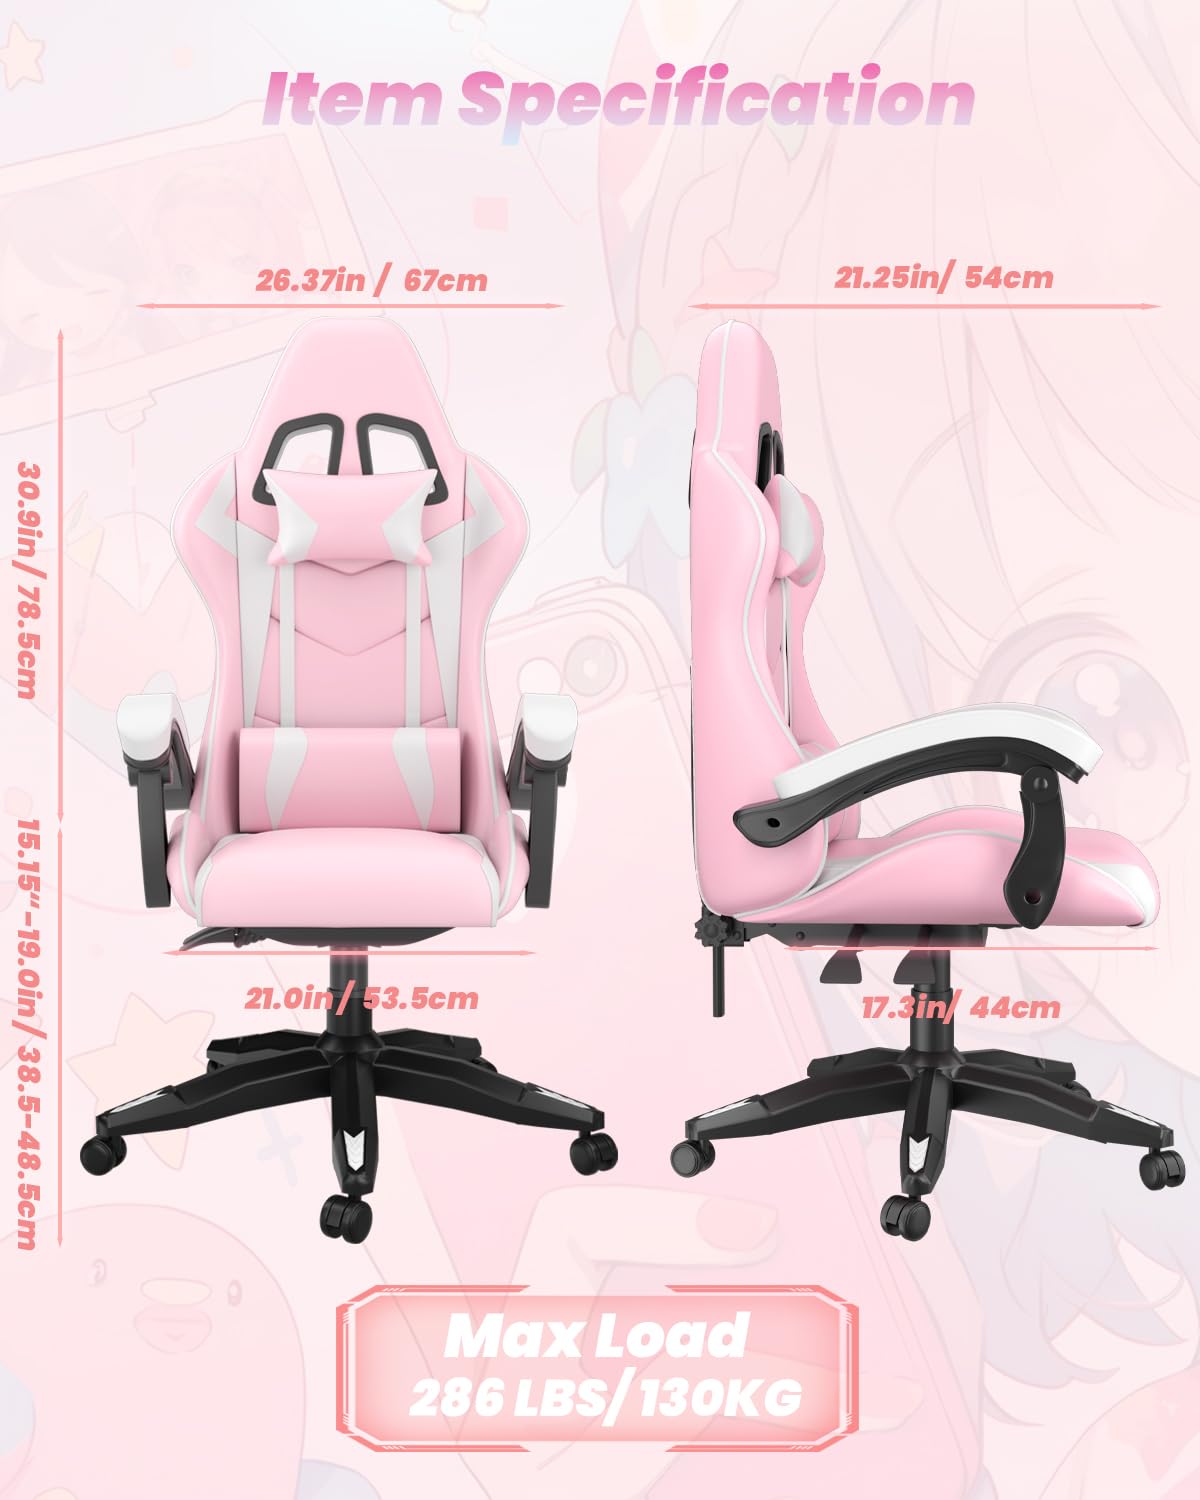 Item Specification
26.37in / 67cm
21.25in/ 54cm
30.9in/ 78.5cm
15.15"-19.0in/ 38.5-48.5cm
21.0in/ 53.5cm
17.3in/ 44cm
Max Load
286 LBS/130KG